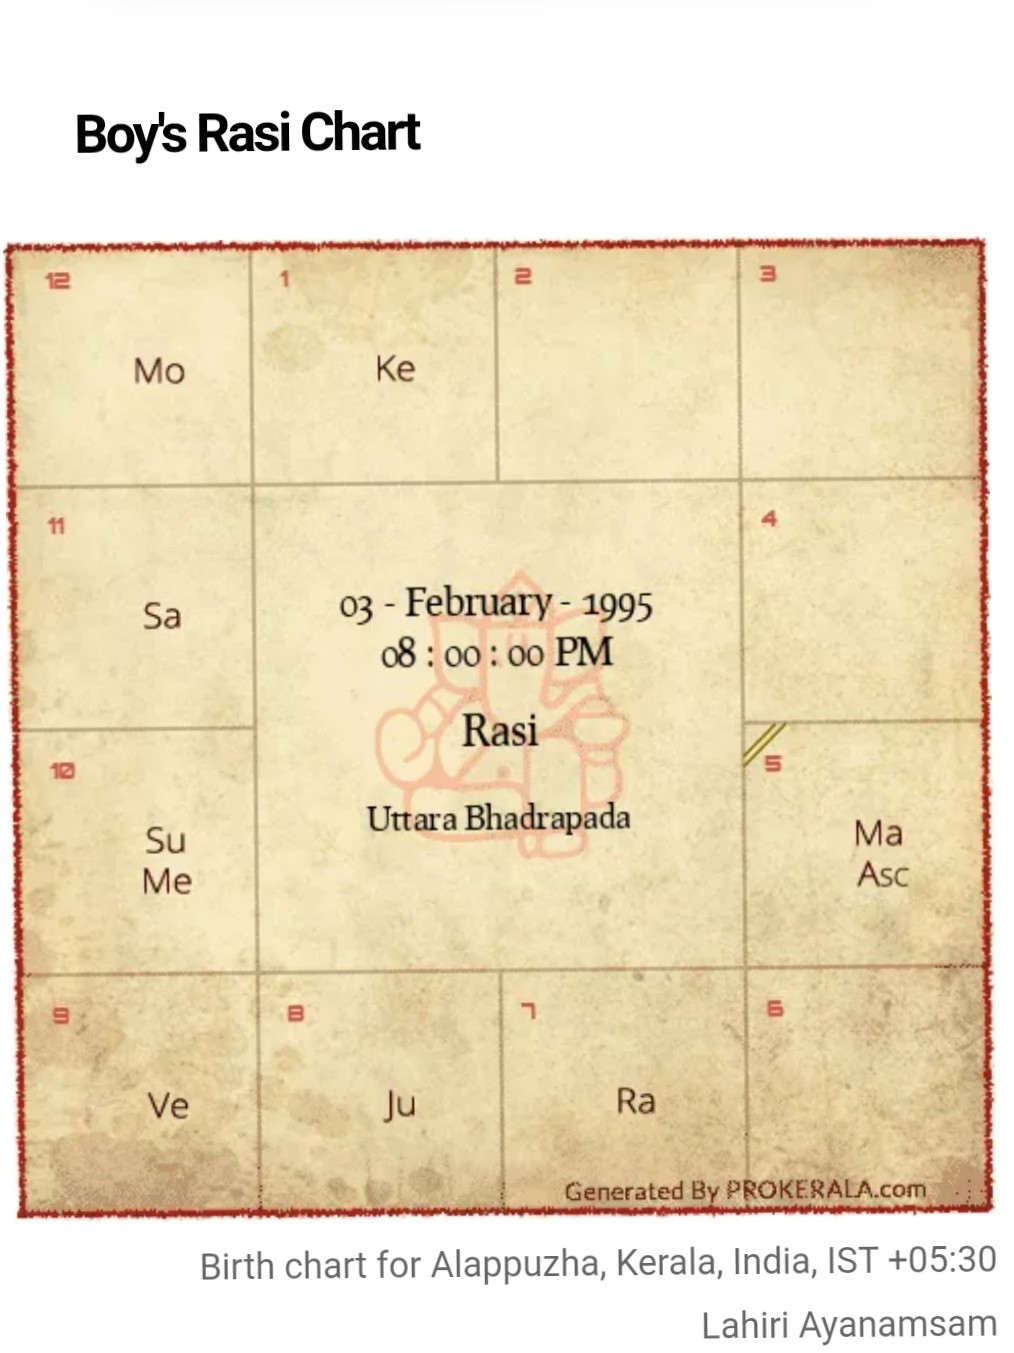 Boy's Rasi Chart
12
1
2
3
Mo
Ke
11
4
Sa
03 - February - 1995
08 : 00 : 00 PM
Rasi
10
5
Su
Me
Uttara Bhadrapada
Ma
Asc
9
8
7
6
Ve
Ju
Ra
Generated By PROKERALA.com
Birth chart for Alappuzha, Kerala, India, IST +05:30
Lahiri Ayanamsam